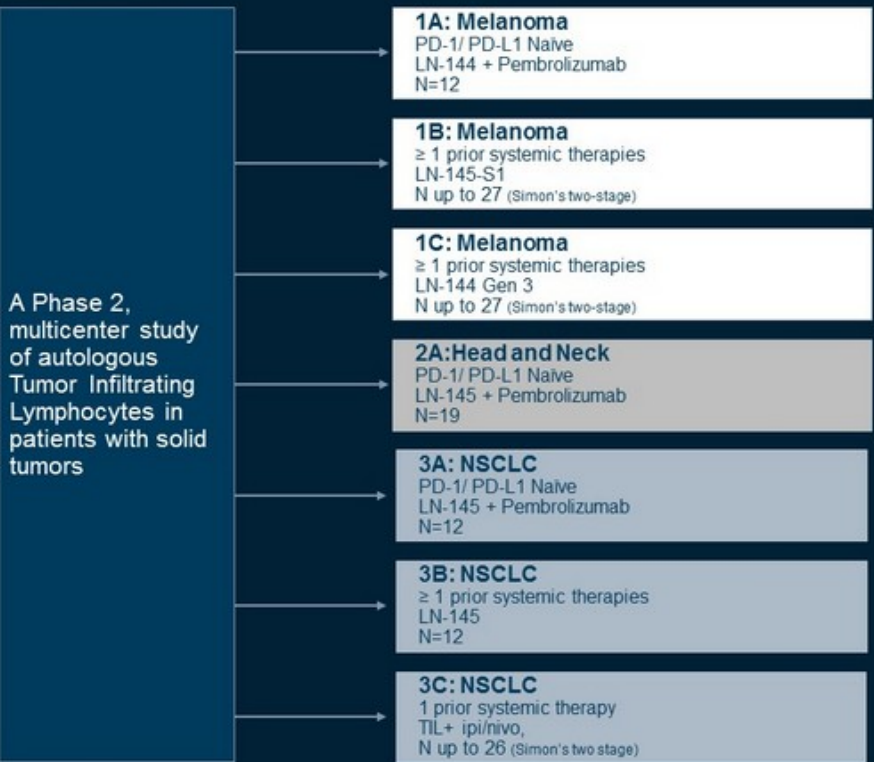 A Phase 2,
multicenter study
of autologous
Tumor Infiltrating
Lymphocytes in
patients with solid
tumors
1A: Melanoma
PD-1/ PD-L1 Naïve
LN-144 + Pembrolizumab
N=12
1B: Melanoma
≥ 1 prior systemic therapies
LN-145-S1
N up to 27 (Simon's two-stage)
1C: Melanoma
≥ 1 prior systemic therapies
LN-144 Gen 3
N up to 27 (Simon's two-stage)
2A:Head and Neck
PD-1/ PD-L1 Naïve
LN-145 + Pembrolizumab
N=19
3A: NSCLC
PD-1/ PD-L1 Naïve
LN-145 + Pembrolizumab
N=12
3B: NSCLC
≥ 1 prior systemic therapies
LN-145
N=12
3C: NSCLC
1 prior systemic therapy
TIL+ ipi/nivo,
N up to 26 (Simon's two stage)